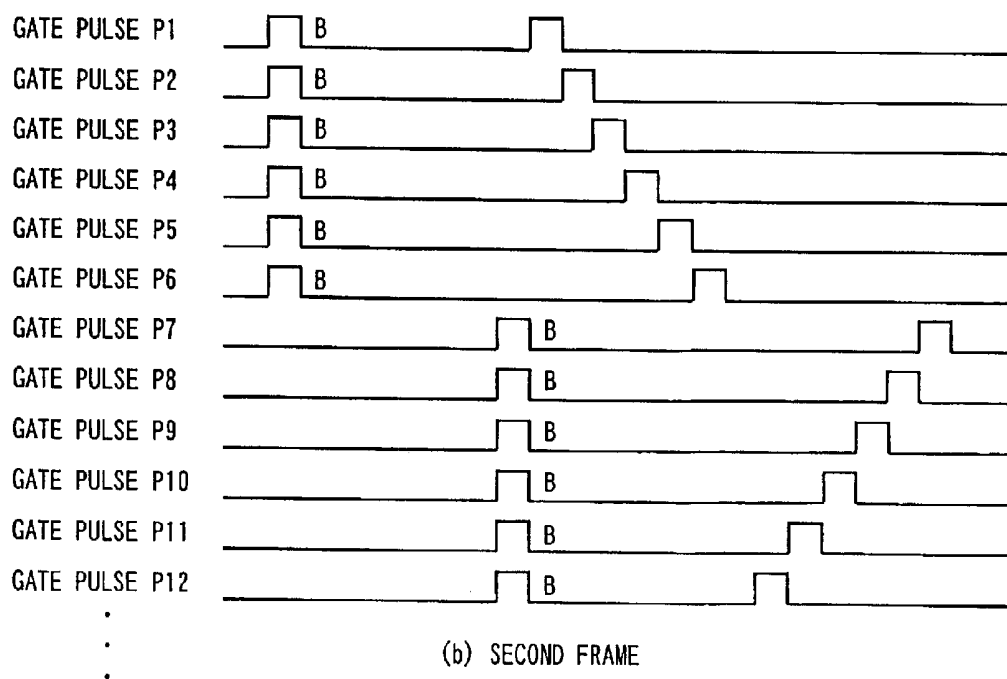 GATE PULSE P1 B
GATE PULSE P2 B
GATE PULSE P3 B
GATE PULSE P4 B
GATE PULSE P5 B
GATE PULSE P6 B
GATE PULSE P7 B
GATE PULSE P8 B
GATE PULSE P9 B
GATE PULSE P10 B
GATE PULSE P11 B
GATE PULSE P12 B
(b) SECOND FRAME